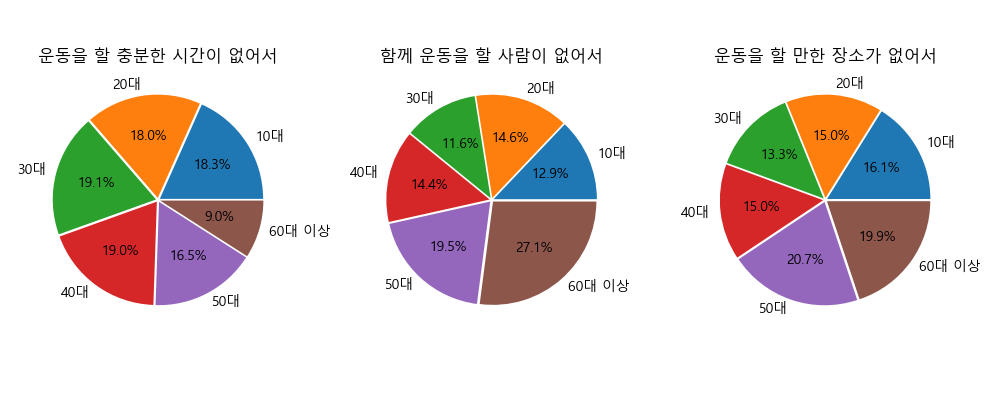 운동을 할 충분한 시간이 없어서
20대
10대
18.0%
18.3%
30대
19.1%
9.0%
60대 이상
19.0%
16.5%
40대
50대
함께 운동을 할 사람이 없어서
20대
30대
14.6%
11.6%
10대
40대
12.9%
14.4%
19.5%
27.1%
50대
60대 이상
운동을 할 만한 장소가 없어서
20대
30대
15.0%
10대
13.3%
16.1%
40대
15.0%
19.9%
20.7%
60대 이상
50대